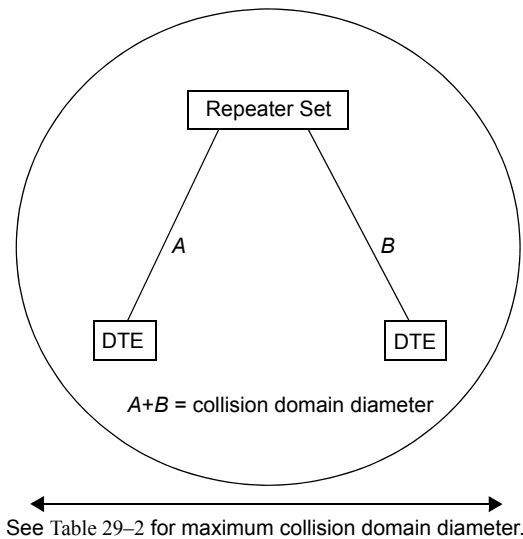 Repeater Set
A
B
DTE
DTE
A+B = collision domain diameter
See Table 29–2 for maximum collision domain diameter.